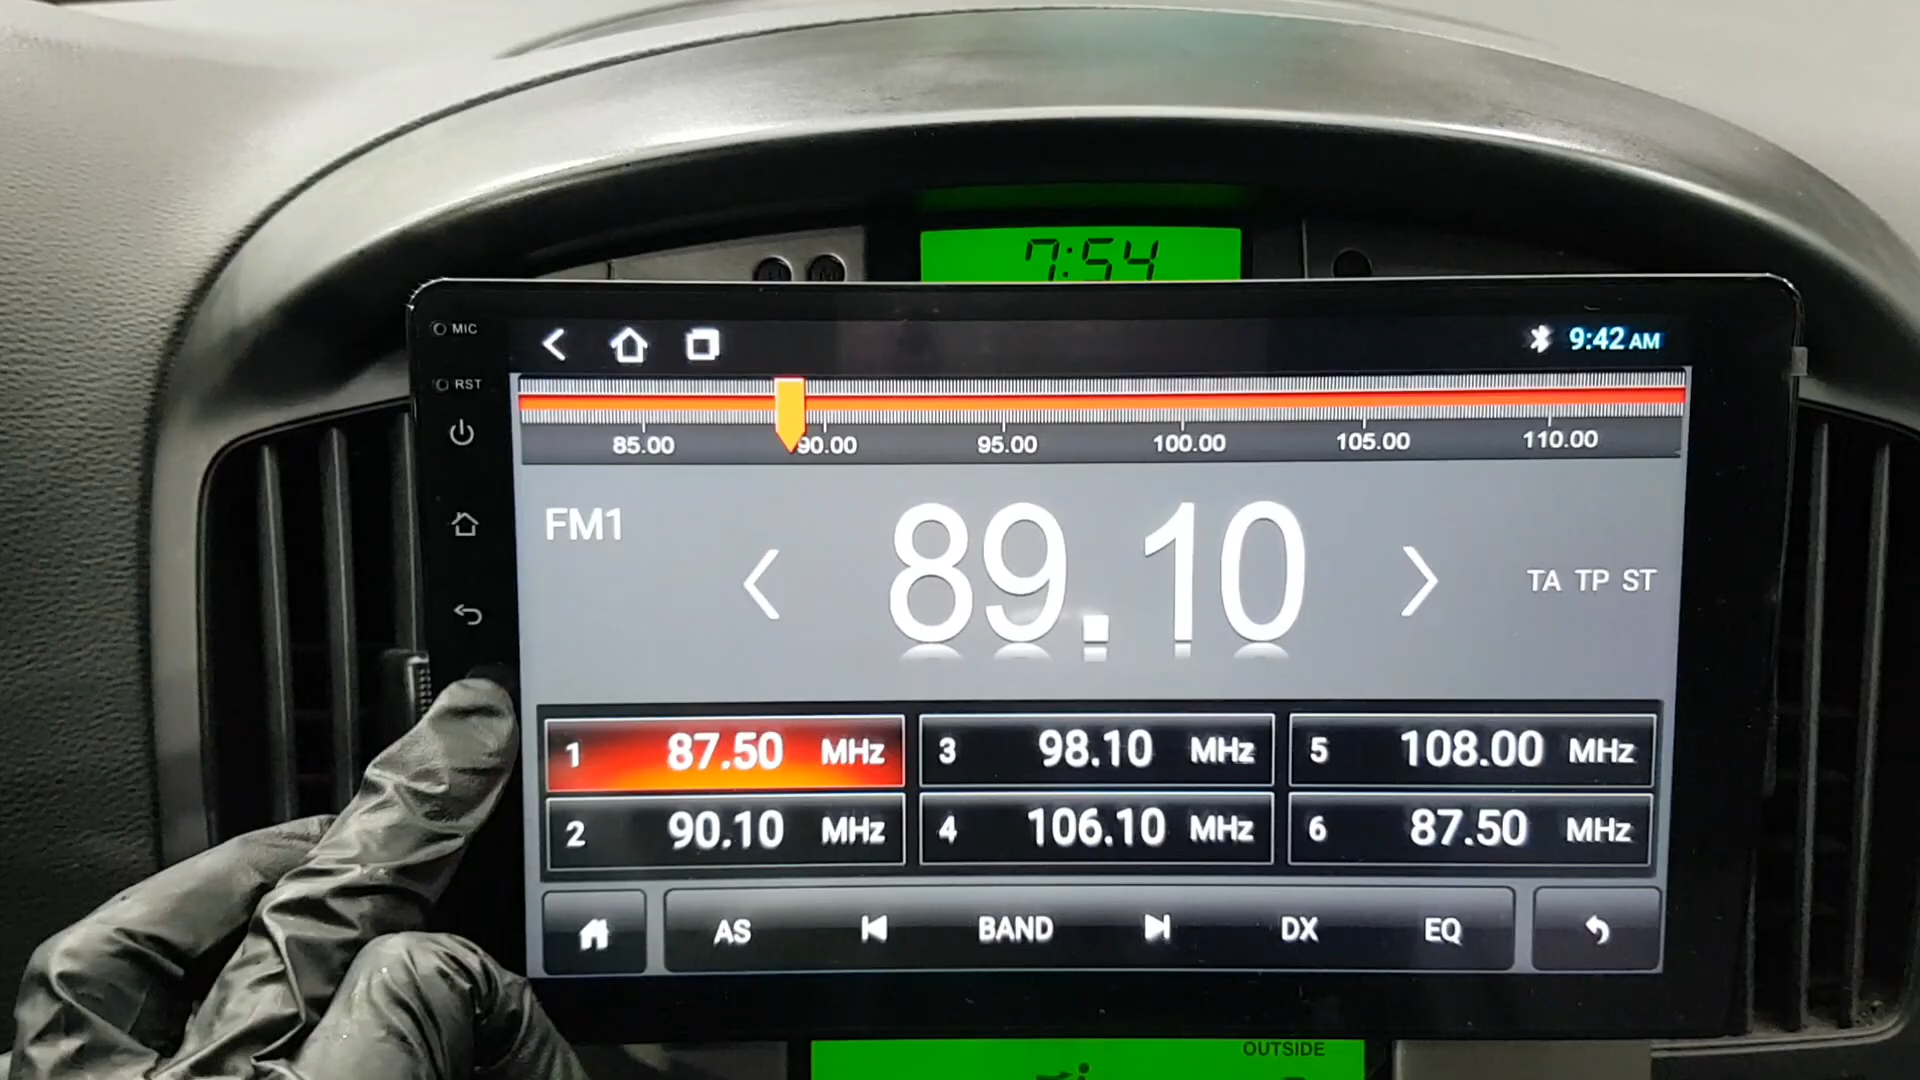 7:54
MIC
9:42 AM
RST
85.00 90.00 95.00 100.00 105.00 110.00
FM1
89.10
TA TP ST
1 87.50 MHz
3 98.10 MHz
5 108.00 MHz
2 90.10 MHz
4 106.10 MHz
6 87.50 MHz
AS BAND DX EQ
OUTSIDE